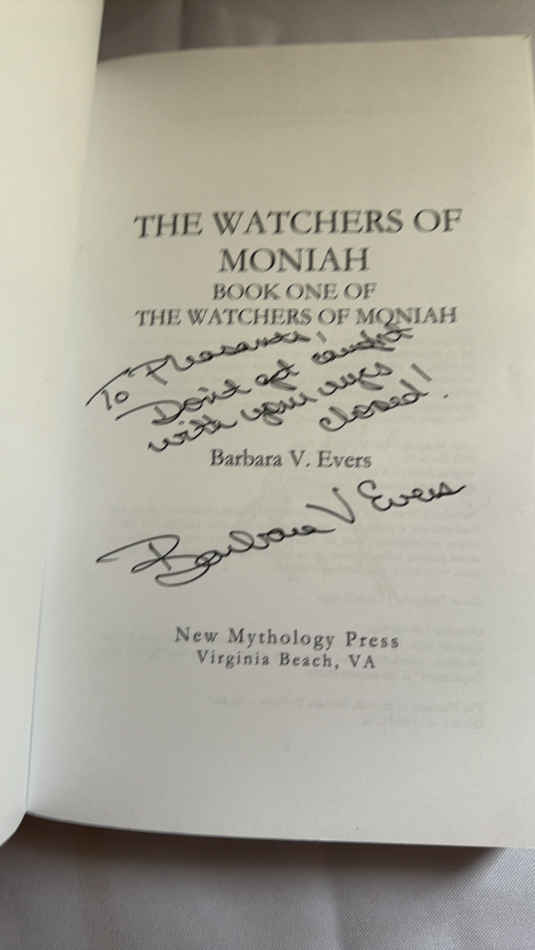 THE WATCHERS OF
MONIAH
BOOK ONE OF
THE WATCHERS OF MONIAH
To Pleasants,
Don't get caught
with your eyes
closed!
Barbara V. Evers
Barbara V Evers
New Mythology Press
Virginia Beach, VA